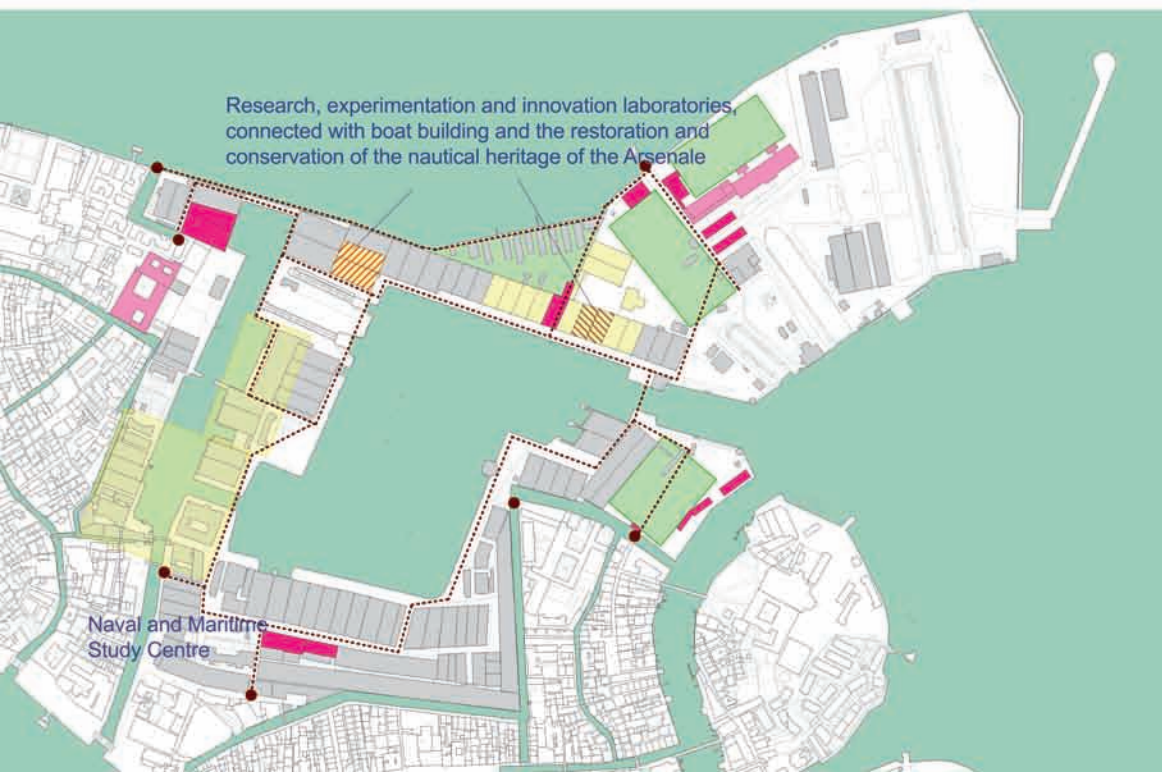 Research, experimentation and innovation laboratories,
connected with boat building and the restoration and
conservation of the nautical heritage of the Arsenale
Naval and Maritime
Study Centre